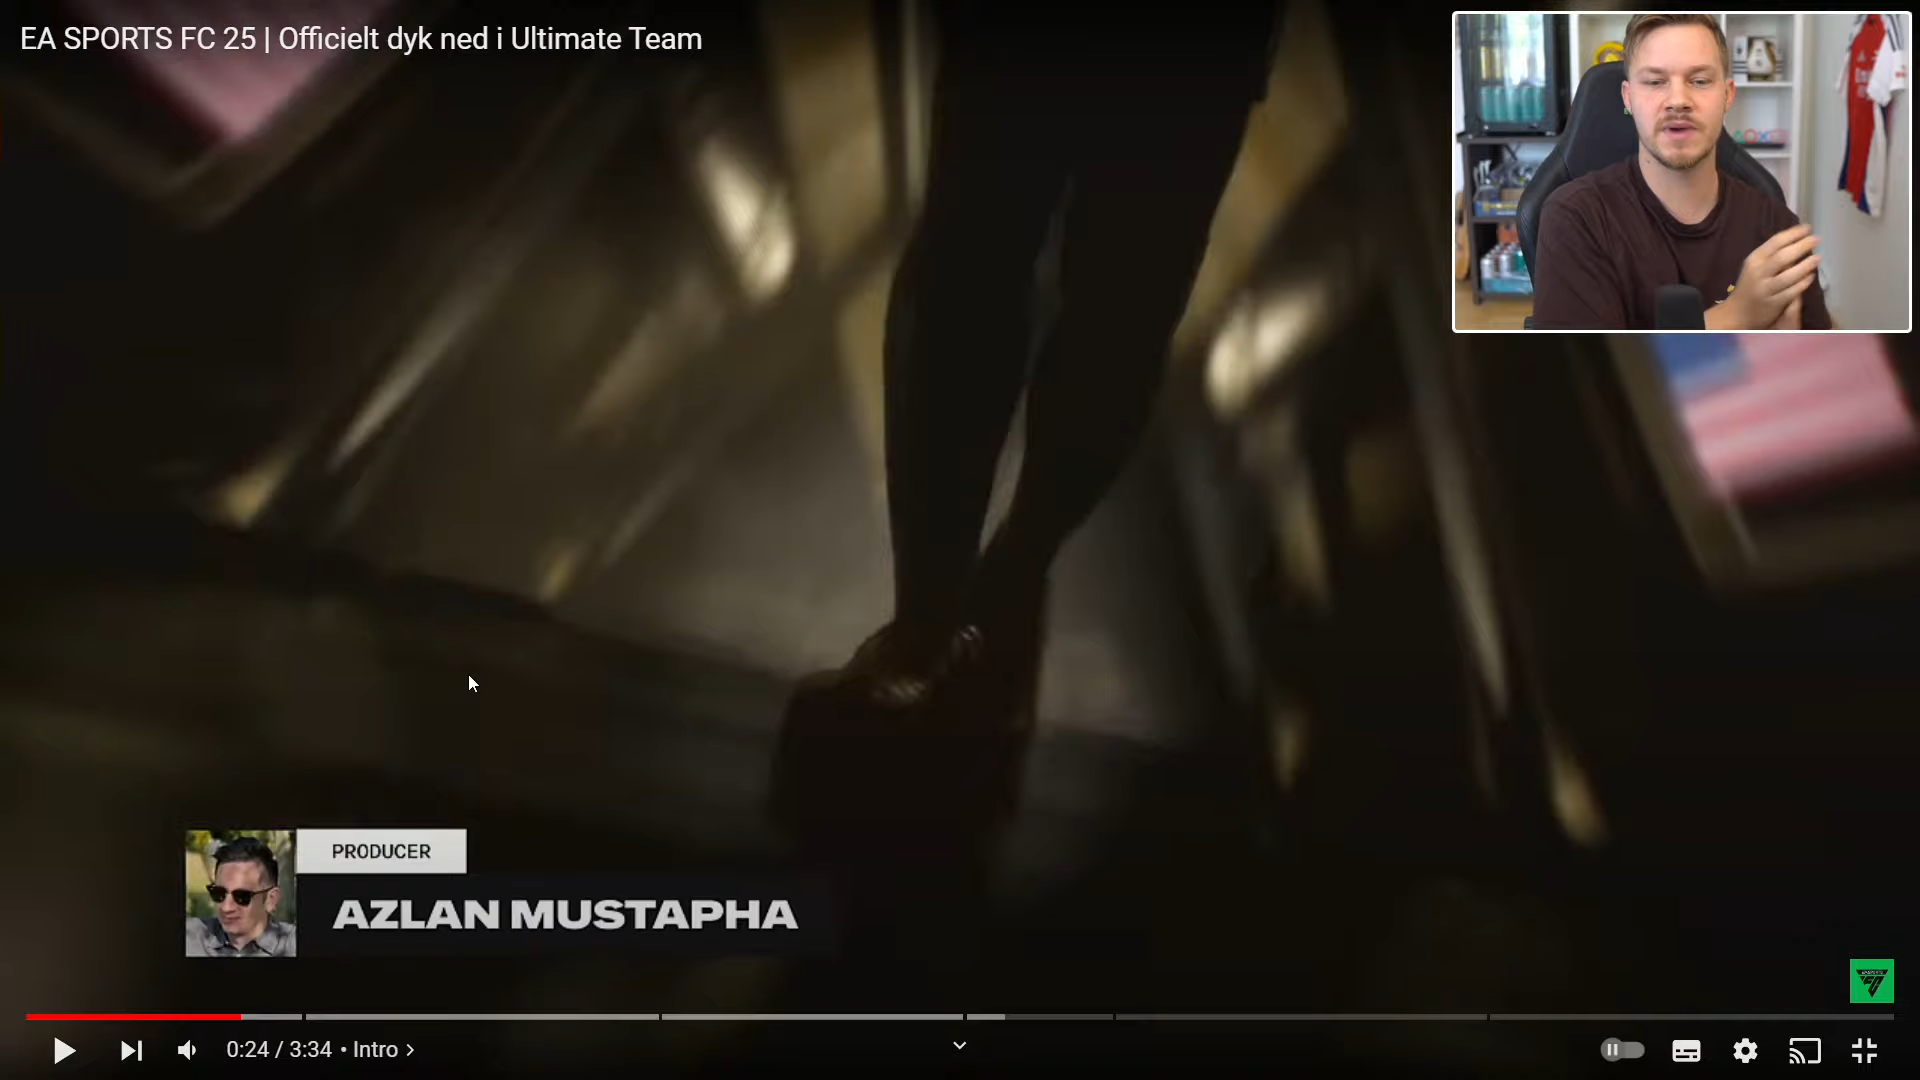 EA SPORTS FC 25 | Officielt dyk ned i Ultimate Team
PRODUCER
AZLAN MUSTAPHA
0:24 / 3:34 • Intro